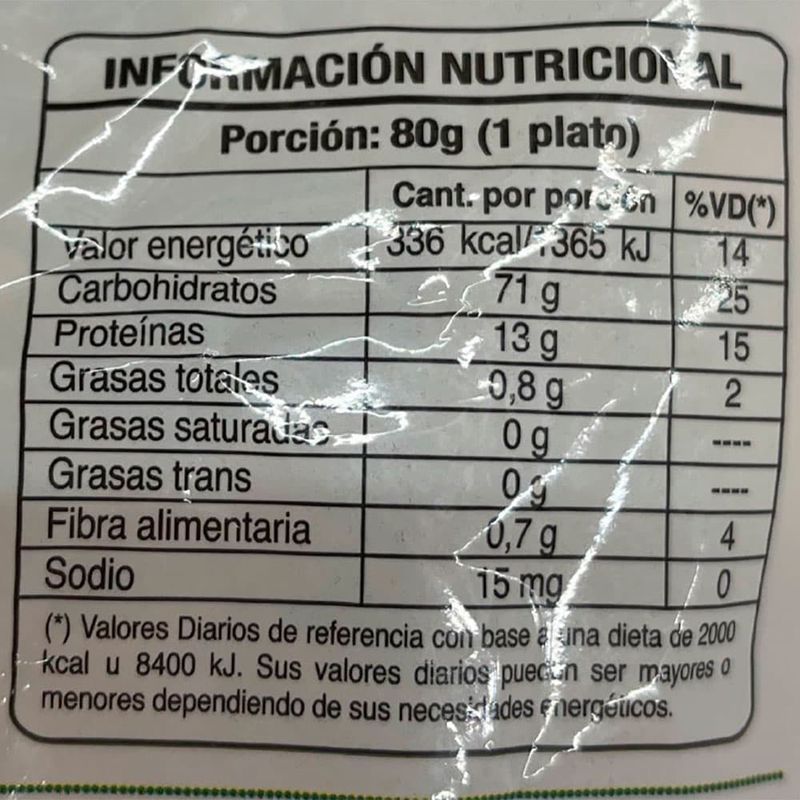 INFORMACIÓN NUTRICIONAL
Porción: 80g (1 plato)
Cant. por porción %VD(*)
Valor energético 336 kcal/1365 kJ 14
Carbohidratos 71 g 25
Proteínas 13 g 15
Grasas totales 0,8 g 2
Grasas saturadas 0 g ----
Grasas trans 0 g ----
Fibra alimentaria 0,7 g 4
Sodio 15 mg 0
(*) Valores Diarios de referencia con base a una dieta de 2000
kcal u 8400 kJ. Sus valores diarios pueden ser mayores o
menores dependiendo de sus necesidades energéticos.